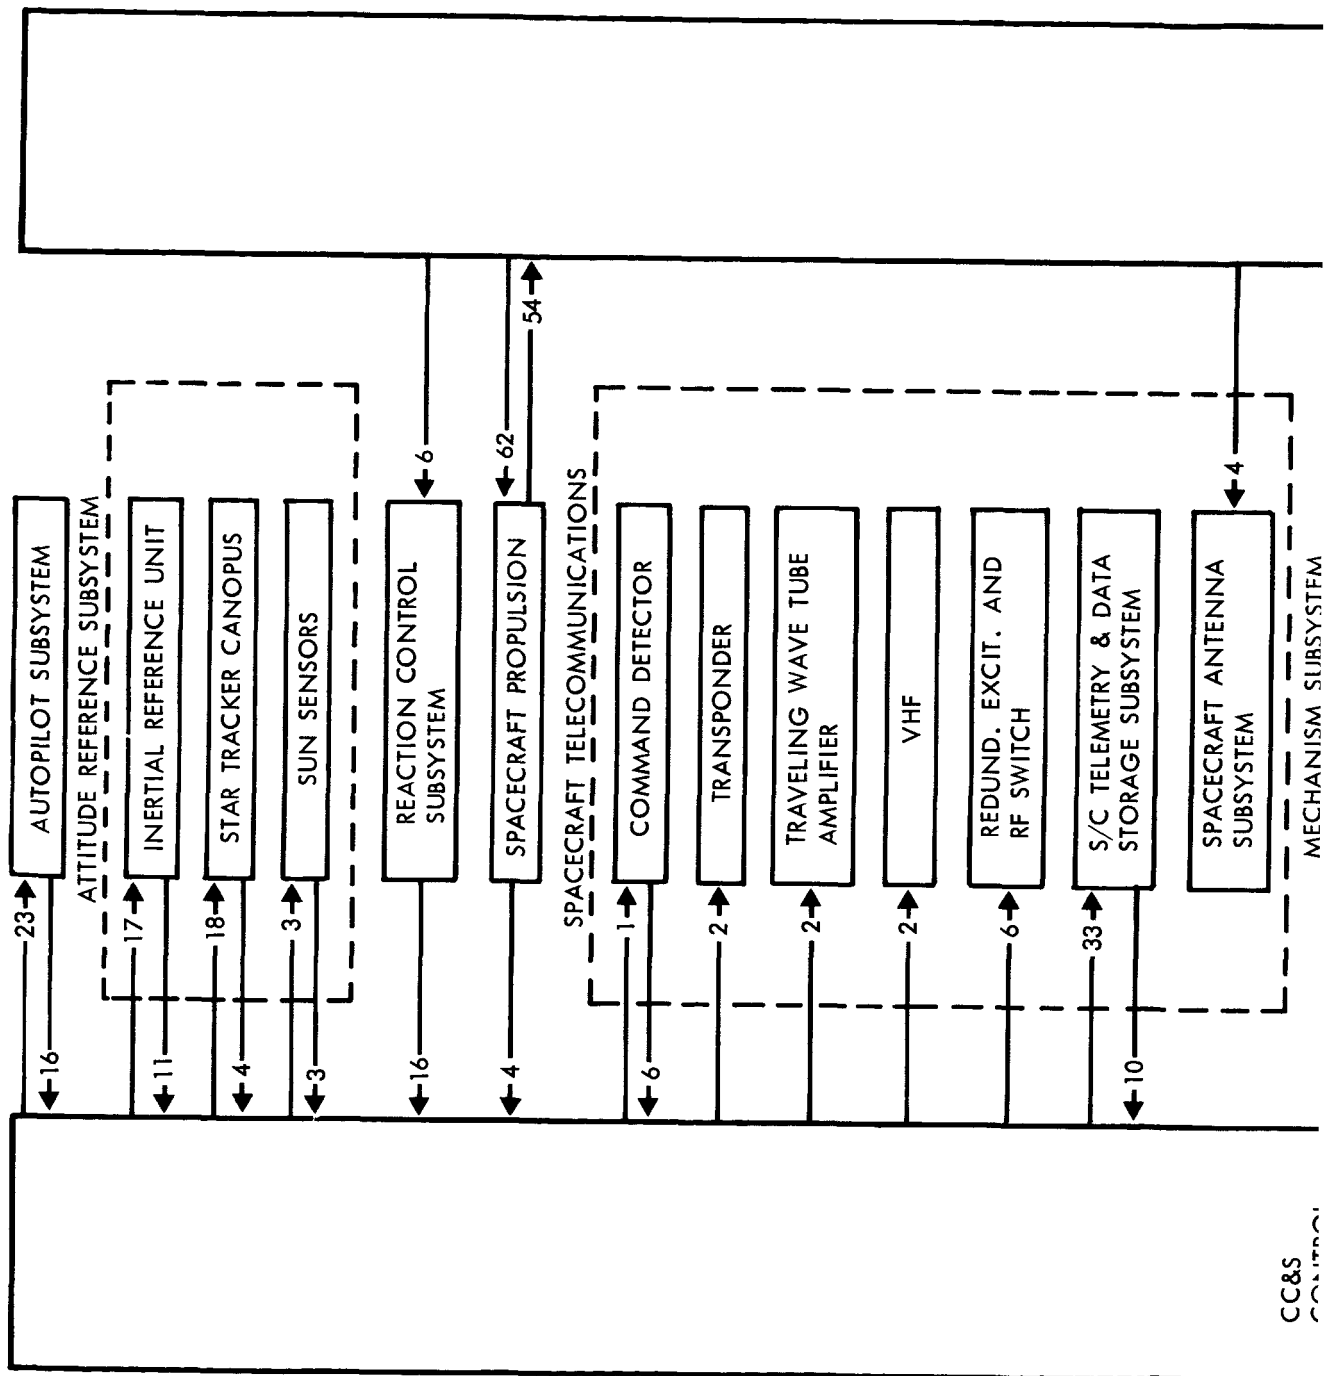 AUTOPILOT SUBSYSTEM
23
16
ATTITUDE REFERENCE SUBSYSTEM
INERTIAL REFERENCE UNIT
17
11
STAR TRACKER CANOPUS
18
4
SUN SENSORS
3
3
REACTION CONTROL
SUBSYSTEM
6
16
SPACECRAFT PROPULSION
62
54
4
SPACECRAFT TELECOMMUNICATIONS
COMMAND DETECTOR
1
6
TRANSPONDER
2
TRAVELING WAVE TUBE
AMPLIFIER
2
VHF
2
REDUND. EXCIT. AND
RF SWITCH
6
S/C TELEMETRY & DATA
STORAGE SUBSYSTEM
33
10
SPACECRAFT ANTENNA
SUBSYSTEM
4
MECHANISM SUBSYSTEM
CC&S
CONTROL